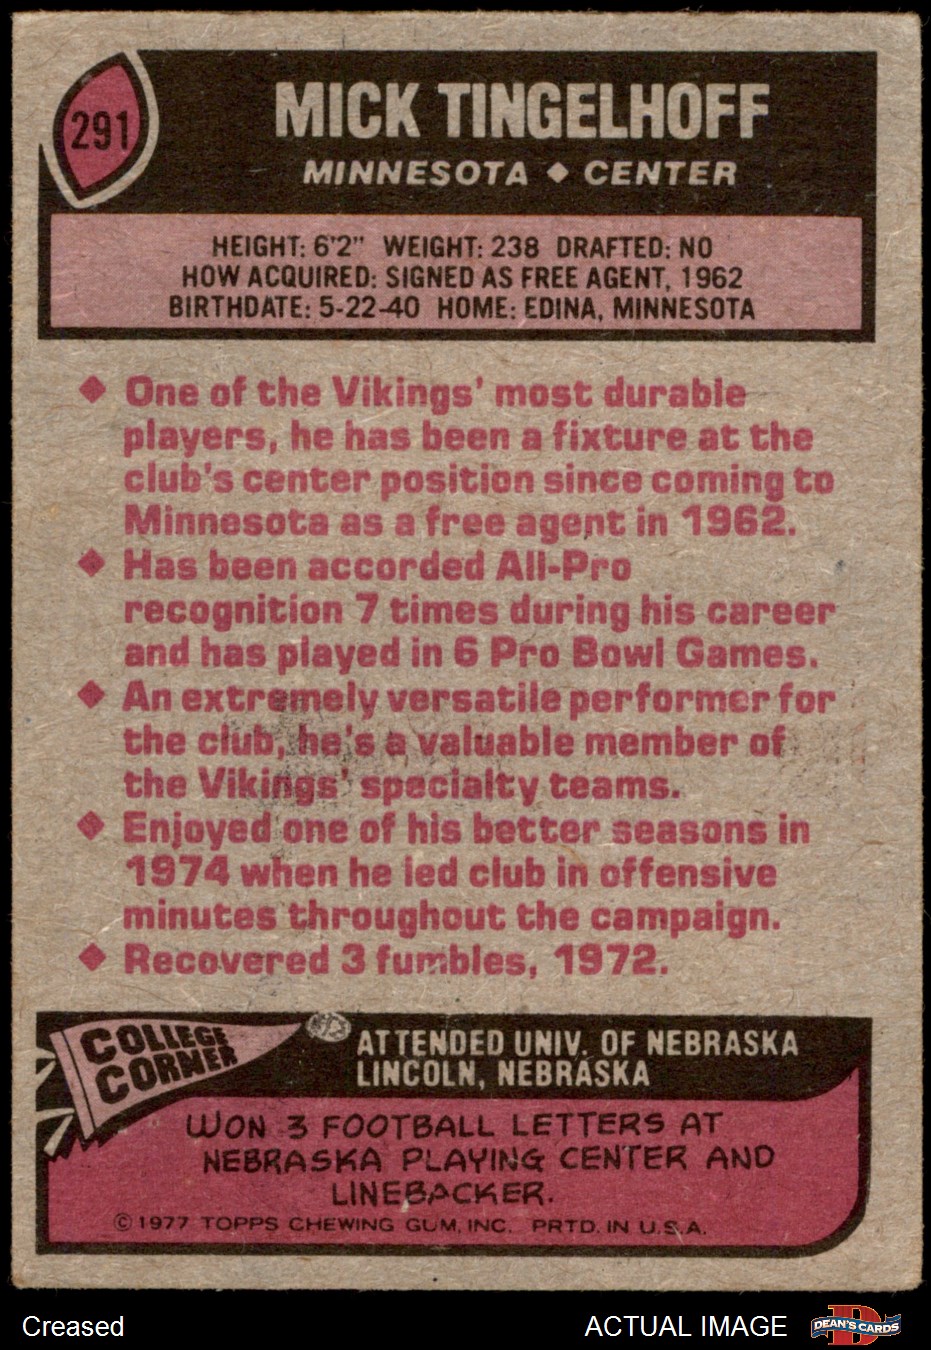 291
MICK TINGELHOFF
MINNESOTA ♦ CENTER
HEIGHT: 6'2" WEIGHT: 238 DRAFTED: NO
HOW ACQUIRED: SIGNED AS FREE AGENT, 1962
BIRTHDATE: 5-22-40 HOME: EDINA, MINNESOTA
♦ One of the Vikings' most durable
players, he has been a fixture at the
club's center position since coming to
Minnesota as a free agent in 1962.
♦ Has been accorded All-Pro
recognition 7 times during his career
and has played in 6 Pro Bowl Games.
♦ An extremely versatile performer for
the club, he's a valuable member of
the Vikings' specialty teams.
♦ Enjoyed one of his better seasons in
1974 when he led club in offensive
minutes throughout the campaign.
♦ Recovered 3 fumbles, 1972.
COLLEGE
CORNER
ATTENDED UNIV. OF NEBRASKA
LINCOLN, NEBRASKA
WON 3 FOOTBALL LETTERS AT
NEBRASKA PLAYING CENTER AND
LINEBACKER.
© 1977 TOPPS CHEWING GUM, INC. PRTD. IN U.S.A.
Creased
ACTUAL IMAGE
D
DEAN'S CARDS